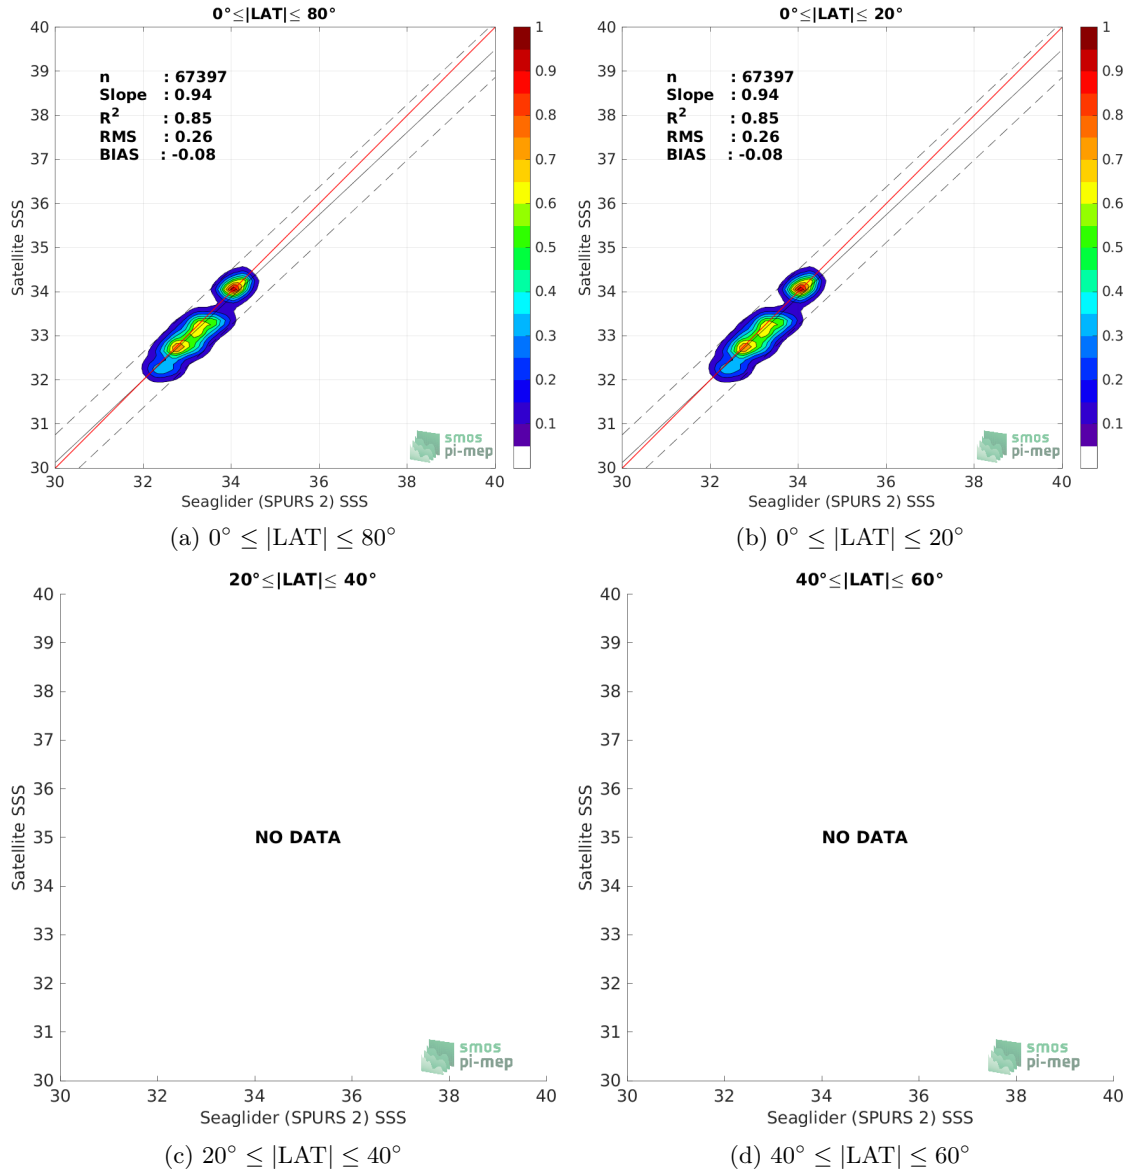 0°≤|LAT|≤ 80°
40
39
38
37
36
35
34
33
32
31
30
Satellite SSS
n : 67397
Slope : 0.94
R² : 0.85
RMS : 0.26
BIAS : -0.08
smos
pi-mep
30 32 34 36 38 40
Seaglider (SPURS 2) SSS
1
0.9
0.8
0.7
0.6
0.5
0.4
0.3
0.2
0.1
(a) 0° ≤ |LAT| ≤ 80°
0°≤|LAT|≤ 20°
40
39
38
37
36
35
34
33
32
31
30
Satellite SSS
n : 67397
Slope : 0.94
R² : 0.85
RMS : 0.26
BIAS : -0.08
smos
pi-mep
30 32 34 36 38 40
Seaglider (SPURS 2) SSS
1
0.9
0.8
0.7
0.6
0.5
0.4
0.3
0.2
0.1
(b) 0° ≤ |LAT| ≤ 20°
20°≤|LAT|≤ 40°
40
39
38
37
36
35
34
33
32
31
30
Satellite SSS
NO DATA
smos
pi-mep
30 32 34 36 38 40
Seaglider (SPURS 2) SSS
(c) 20° ≤ |LAT| ≤ 40°
40°≤|LAT|≤ 60°
40
39
38
37
36
35
34
33
32
31
30
Satellite SSS
NO DATA
smos
pi-mep
30 32 34 36 38 40
Seaglider (SPURS 2) SSS
(d) 40° ≤ |LAT| ≤ 60°